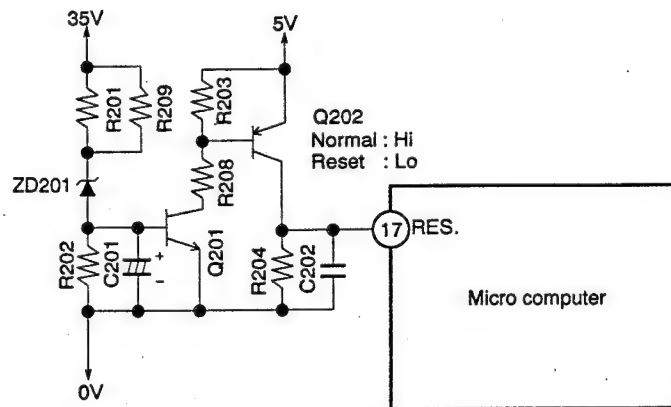 35V
5V
R201
R209
R203
Q202
Normal : Hi
Reset : Lo
ZD201
R208
17
RES.
R202
C201
+
−
Q201
R204
C202
Micro computer
0V